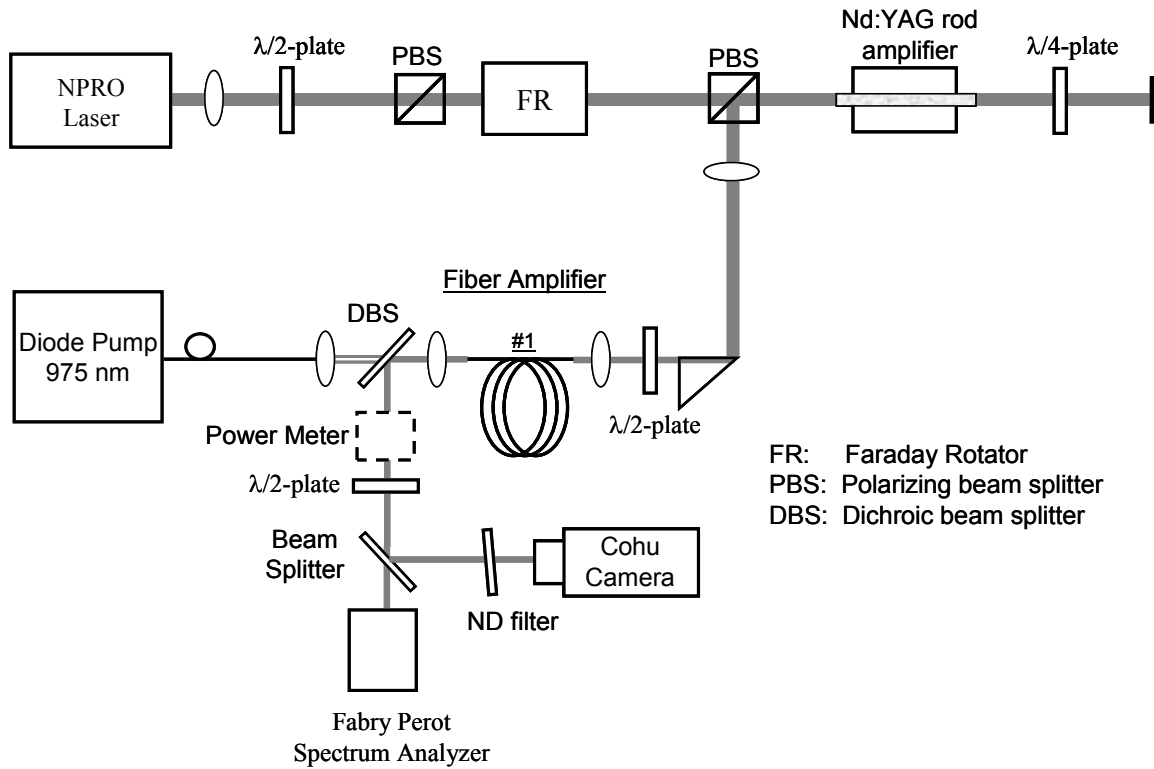 Nd:YAG rod
amplifier
λ/2-plate
PBS
PBS
λ/4-plate
NPRO
Laser
FR
Fiber Amplifier
DBS
#1
Diode Pump
975 nm
λ/2-plate
Power Meter
FR: Faraday Rotator
PBS: Polarizing beam splitter
DBS: Dichroic beam splitter
λ/2-plate
Beam
Splitter
Cohu
Camera
ND filter
Fabry Perot
Spectrum Analyzer